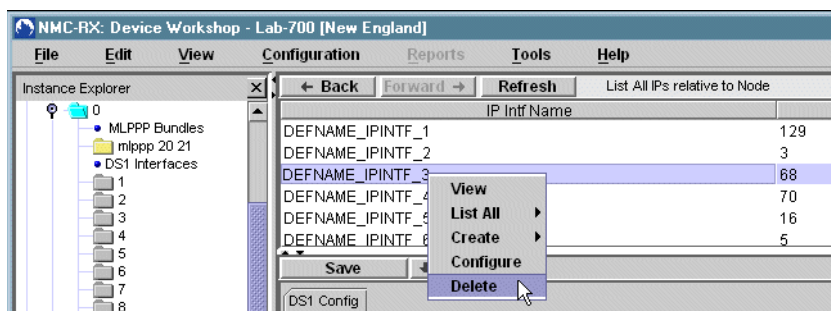 NMC-RX: Device Workshop - Lab-700 [New England]
File Edit View Configuration Reports Tools Help
Instance Explorer
0
MLPPP Bundles
mlppp 20 21
DS1 Interfaces
1
2
3
4
5
6
7
8
← Back Forward → Refresh List All IPs relative to Node
IP Intf Name
DEFNAME_IPINTF_1 129
DEFNAME_IPINTF_2 3
DEFNAME_IPINTF_3 68
DEFNAME_IPINTF_4 70
DEFNAME_IPINTF_5 16
DEFNAME_IPINTF_6 5
View
List All
Create
Configure
Delete
Save
DS1 Config